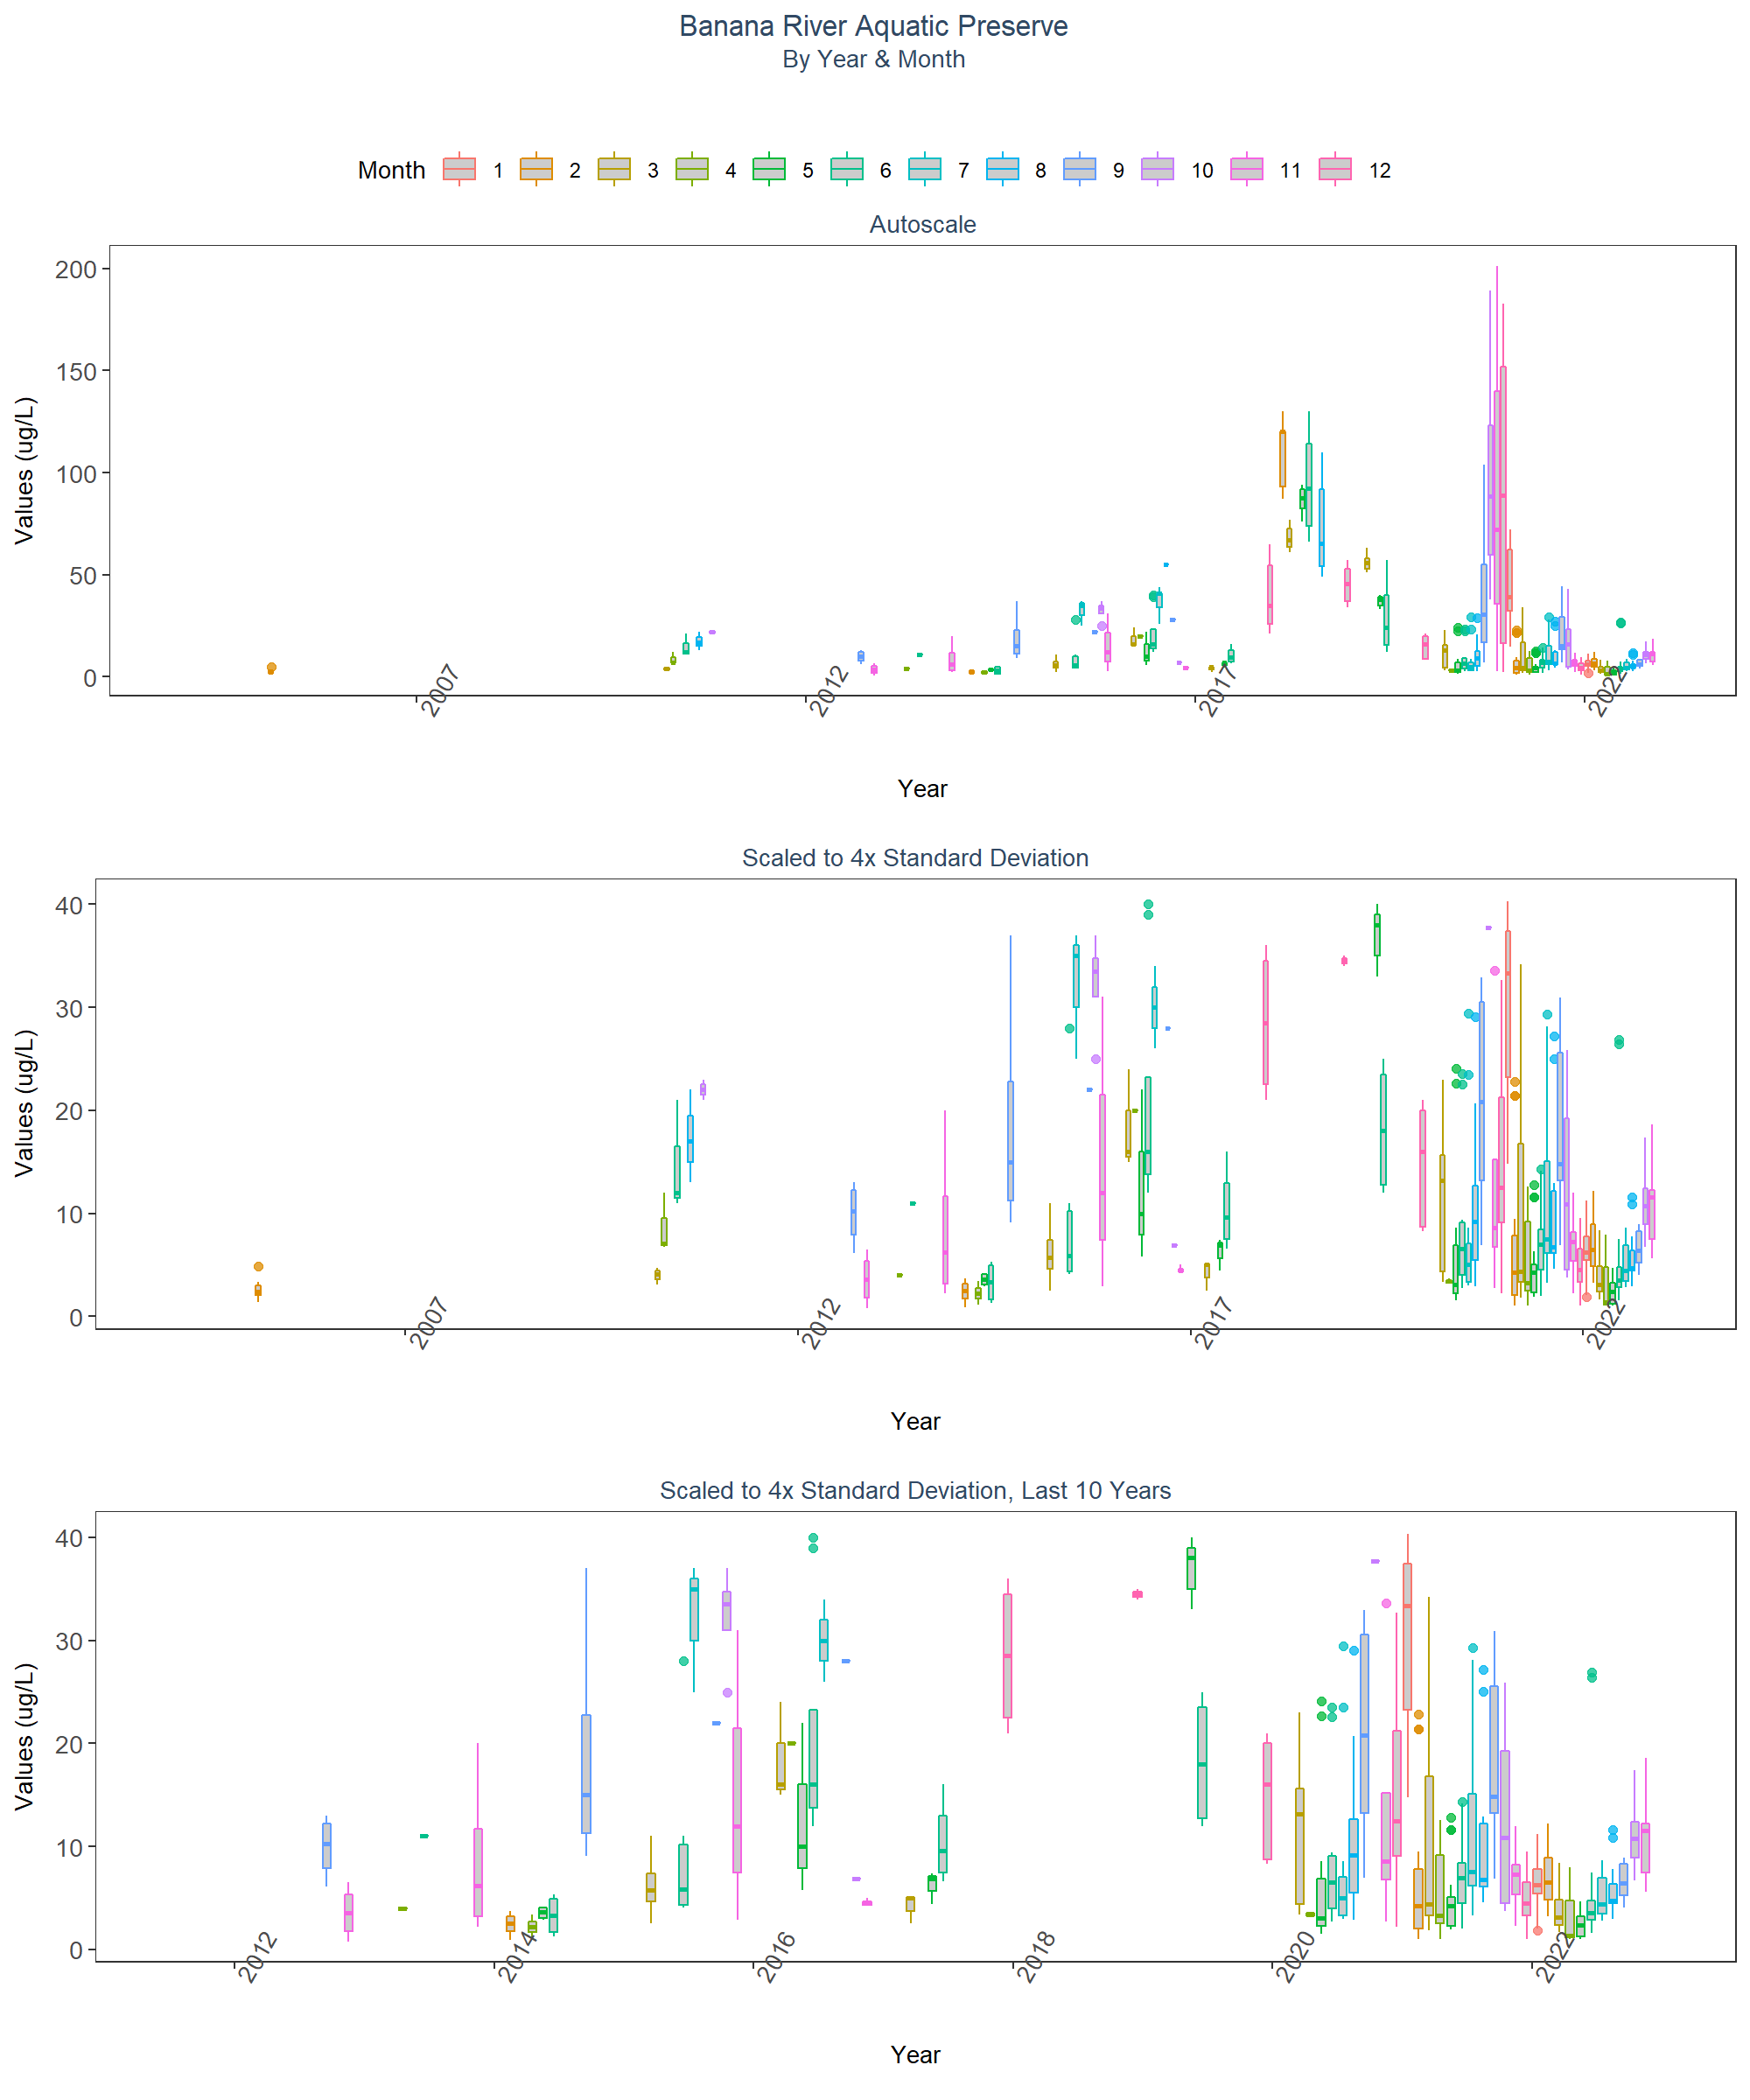 Banana River Aquatic Preserve
By Year & Month
Month 1 2 3 4 5 6 7 8 9 10 11 12
Autoscale
200
150
100
50
0
Values (ug/L)
2007 2012 2017 2022
Year
Scaled to 4x Standard Deviation
40
30
20
10
0
Values (ug/L)
2007 2012 2017 2022
Year
Scaled to 4x Standard Deviation, Last 10 Years
40
30
20
10
0
Values (ug/L)
2012 2014 2016 2018 2020 2022
Year